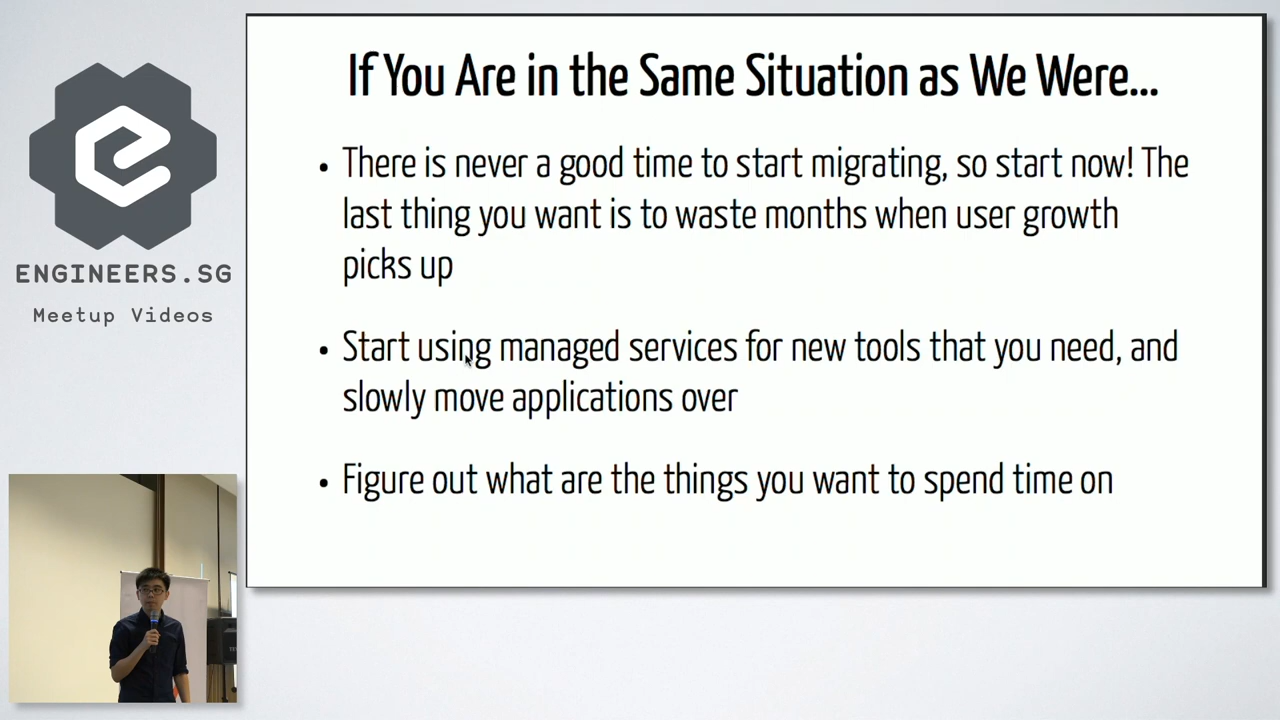 ENGINEERS.SG
Meetup Videos
If You Are in the Same Situation as We Were...
• There is never a good time to start migrating, so start now! The
last thing you want is to waste months when user growth
picks up
• Start using managed services for new tools that you need, and
slowly move applications over
• Figure out what are the things you want to spend time on